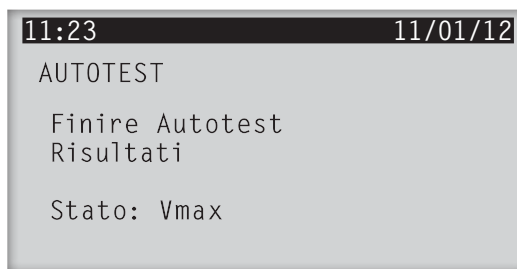 11:23 11/01/12
AUTOTEST
Finire Autotest
Risultati
Stato: Vmax